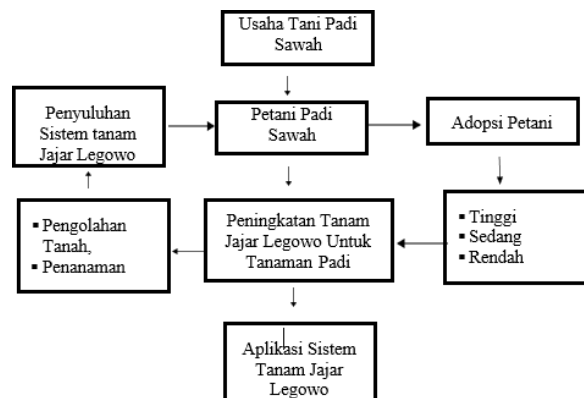 Usaha Tani Padi
Sawah
Penyuluhan
Sistem tanam
Jajar Legowo
Petani Padi
Sawah
Adopsi Petani
▪ Pengolahan
Tanah,
▪ Penanaman
Peningkatan Tanam
Jajar Legowo Untuk
Tanaman Padi
▪ Tinggi
▪ Sedang
▪ Rendah
Aplikasi Sistem
Tanam Jajar
Legowo